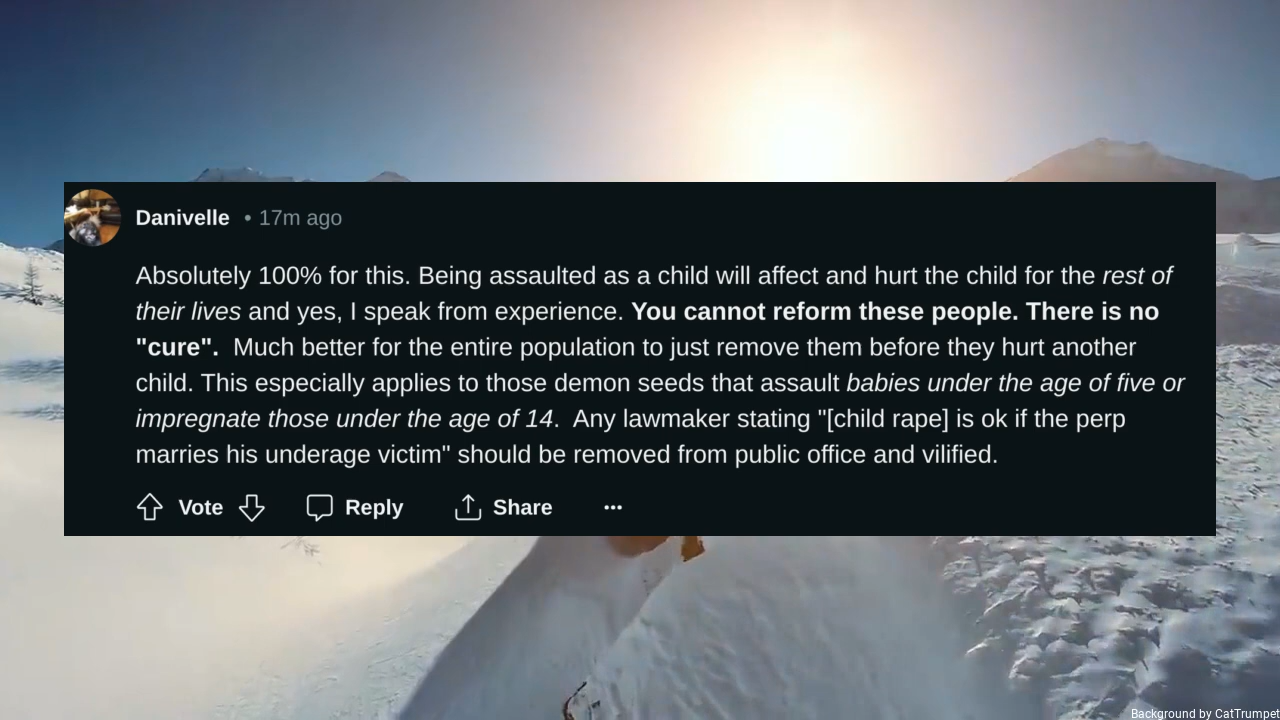 Danivelle • 17m ago
Absolutely 100% for this. Being assaulted as a child will affect and hurt the child for the rest of
their lives and yes, I speak from experience. You cannot reform these people. There is no
"cure".  Much better for the entire population to just remove them before they hurt another
child. This especially applies to those demon seeds that assault babies under the age of five or
impregnate those under the age of 14.  Any lawmaker stating "[child rape] is ok if the perp
marries his underage victim" should be removed from public office and vilified.
Vote Reply Share ...
Background by CatTrumpet